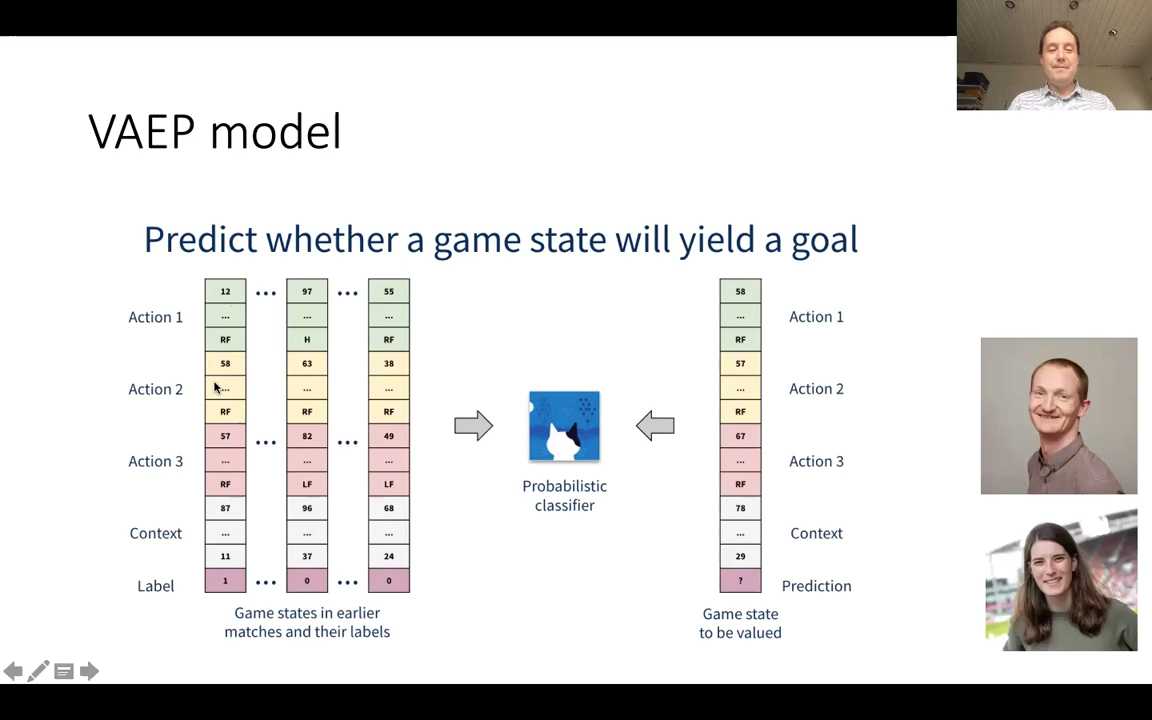 VAEP model
Predict whether a game state will yield a goal
Action 1
Action 2
Action 3
Context
Label
12 ... 97 ... 55
... ... ...
RF H RF
58 63 38
... ... ...
RF RF RF
57 ... 82 ... 49
... ... ...
RF LF LF
87 96 68
... ... ...
11 37 24
1 ... 0 ... 0
Game states in earlier
matches and their labels
Probabilistic
classifier
58
...
RF
57
...
RF
67
...
RF
78
...
29
?
Action 1
Action 2
Action 3
Context
Prediction
Game state
to be valued